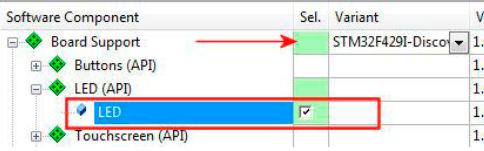 Software Component Sel. Variant
Board Support STM32F429I-Discov 1.
Buttons (API) 1.
LED (API) 1.
LED 1.
Touchscreen (API) 1.